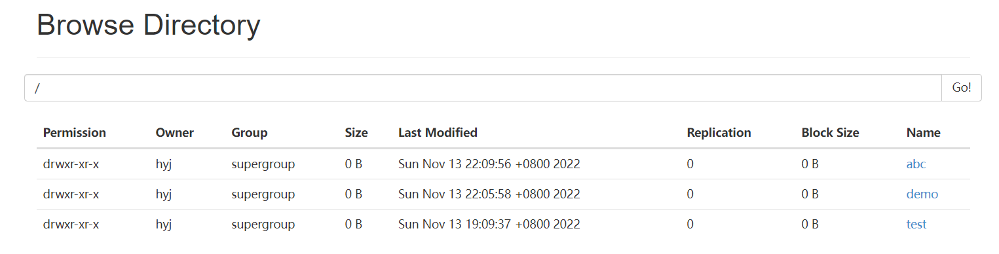 Browse Directory
/ Go!
Permission Owner Group Size Last Modified Replication Block Size Name
drwxr-xr-x hyj supergroup 0 B Sun Nov 13 22:09:56 +0800 2022 0 0 B abc
drwxr-xr-x hyj supergroup 0 B Sun Nov 13 22:05:58 +0800 2022 0 0 B demo
drwxr-xr-x hyj supergroup 0 B Sun Nov 13 19:09:37 +0800 2022 0 0 B test